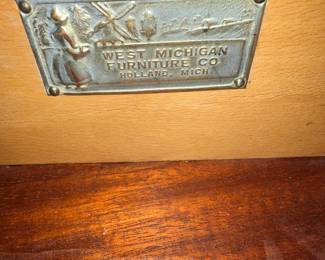 WEST MICHIGAN
FURNITURE CO
HOLLAND, MICH.